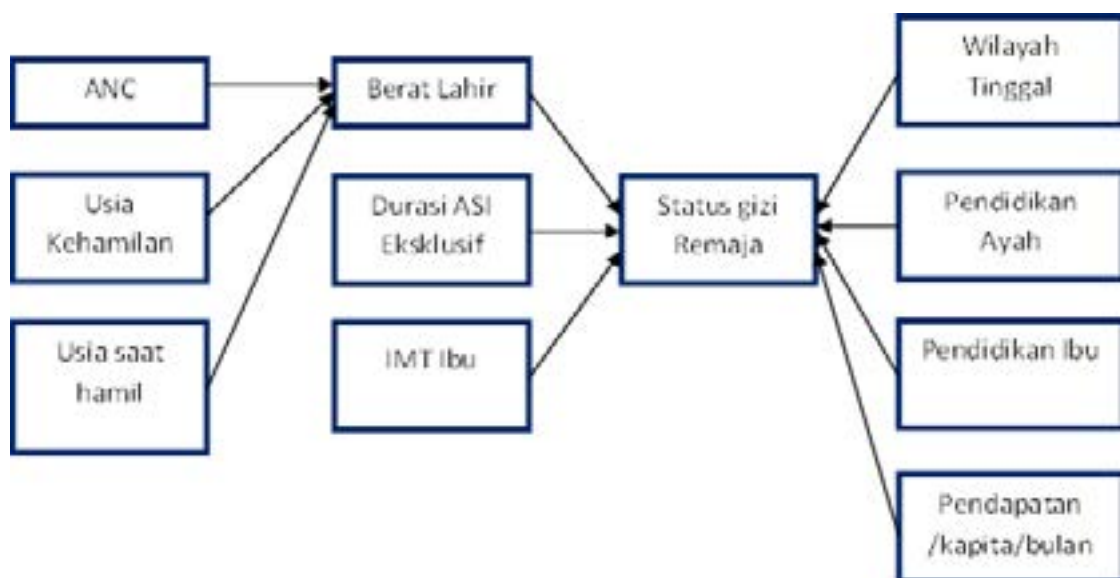 ANC
Usia
Kehamilan
Usia saat
hamil
Berat Lahir
Durasi ASI
Eksklusif
IMT Ibu
Status gizi
Remaja
Wilayah
Tinggal
Pendidikan
Ayah
Pendidikan Ibu
Pendapatan
/kapita/bulan